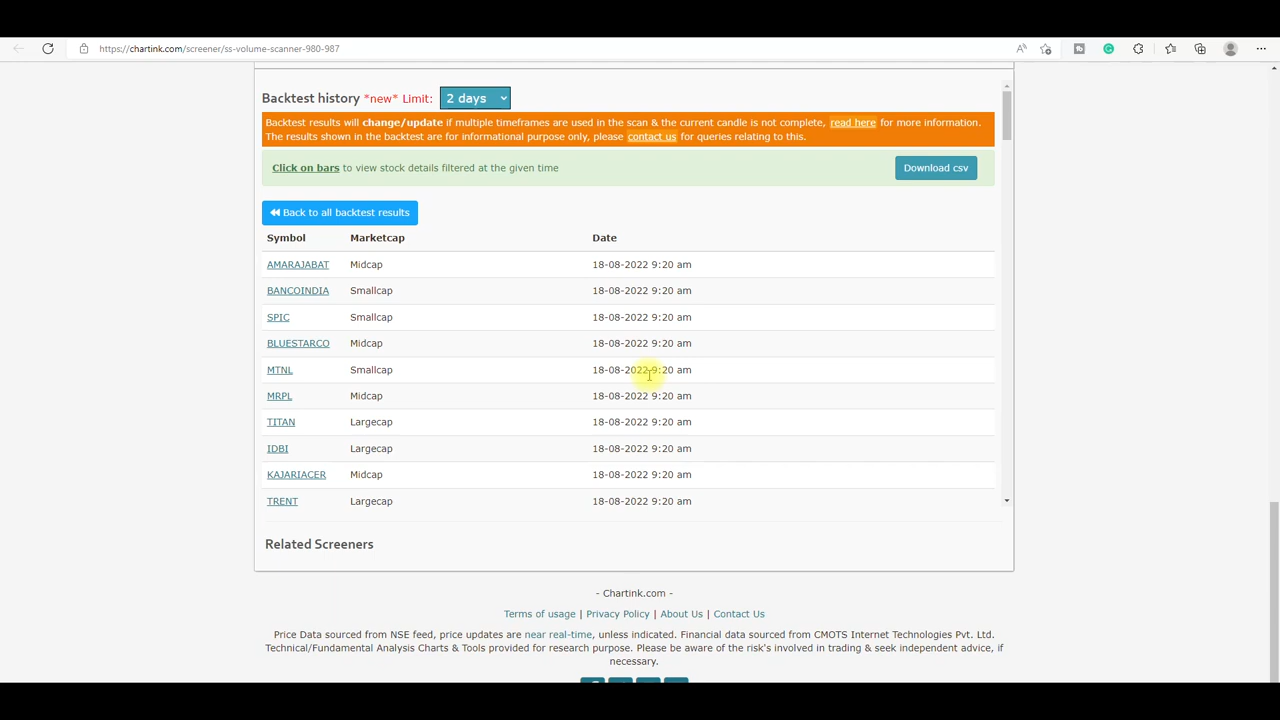 https://chartink.com/screener/ss-volume-scanner-980-987
Backtest history *new* Limit: 2 days
Backtest results will change/update if multiple timeframes are used in the scan & the current candle is not complete, read here for more information.
The results shown in the backtest are for informational purpose only, please contact us for queries relating to this.
Click on bars to view stock details filtered at the given time Download csv
Back to all backtest results
Symbol Marketcap Date
AMARAJABAT Midcap 18-08-2022 9:20 am
BANCOINDIA Smallcap 18-08-2022 9:20 am
SPIC Smallcap 18-08-2022 9:20 am
BLUESTARCO Midcap 18-08-2022 9:20 am
MTNL Smallcap 18-08-2022 9:20 am
MRPL Midcap 18-08-2022 9:20 am
TITAN Largecap 18-08-2022 9:20 am
IDBI Largecap 18-08-2022 9:20 am
KAJARIACER Midcap 18-08-2022 9:20 am
TRENT Largecap 18-08-2022 9:20 am
Related Screeners
- Chartink.com -
Terms of usage | Privacy Policy | About Us | Contact Us
Price Data sourced from NSE feed, price updates are near real-time, unless indicated. Financial data sourced from CMOTS Internet Technologies Pvt. Ltd.
Technical/Fundamental Analysis Charts & Tools provided for research purpose. Please be aware of the risk's involved in trading & seek independent advice, if
necessary.